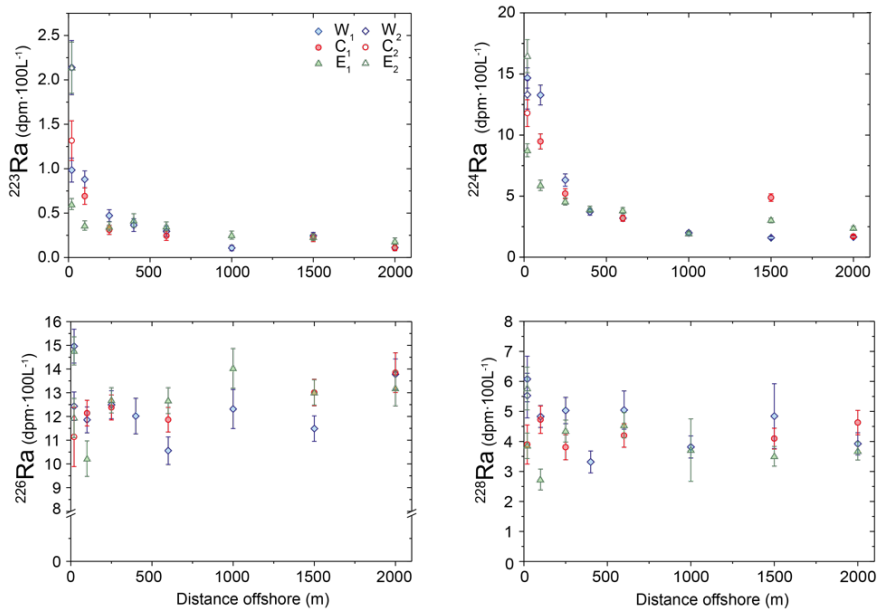 ²²³Ra (dpm·100L⁻¹)
2.5
2.0
1.5
1.0
0.5
0.0
W₁ W₂
C₁ C₂
E₁ E₂
0 500 1000 1500 2000
²²⁴Ra (dpm·100L⁻¹)
20
15
10
5
0
0 500 1000 1500 2000
²²⁶Ra (dpm·100L⁻¹)
16
15
14
13
12
11
10
8
0
0 500 1000 1500 2000
Distance offshore (m)
²²⁸Ra (dpm·100L⁻¹)
8
7
6
5
4
3
2
1
0
0 500 1000 1500 2000
Distance offshore (m)